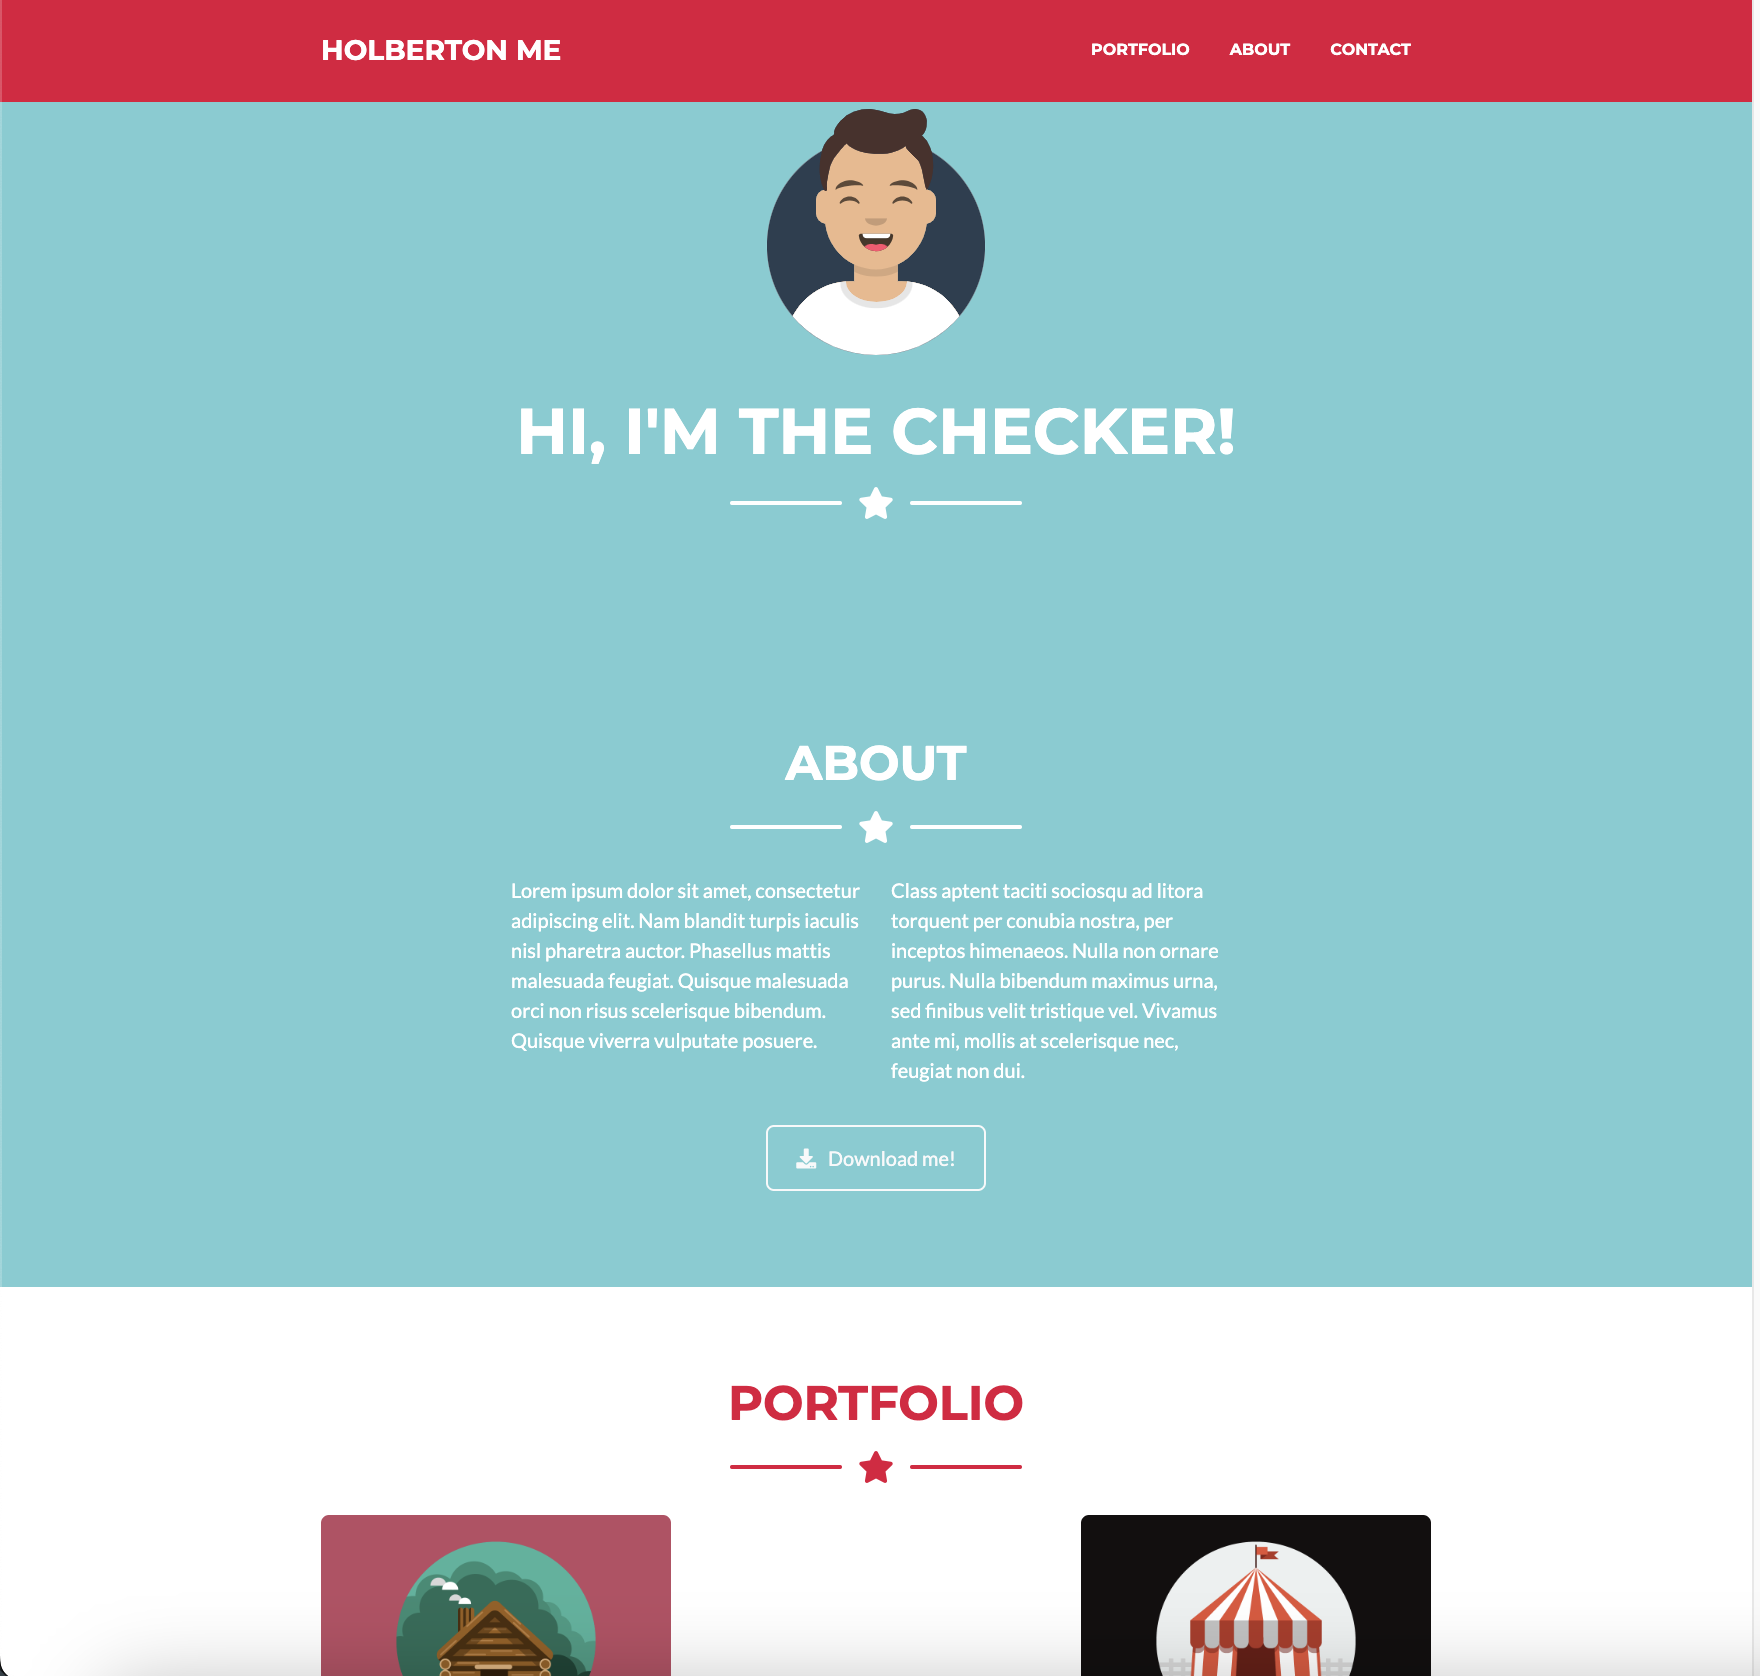 HOLBERTON ME
PORTFOLIO ABOUT CONTACT
HI, I'M THE CHECKER!
ABOUT
Lorem ipsum dolor sit amet, consectetur
adipiscing elit. Nam blandit turpis iaculis
nisl pharetra auctor. Phasellus mattis
malesuada feugiat. Quisque malesuada
orci non risus scelerisque bibendum.
Quisque viverra vulputate posuere.
Class aptent taciti sociosqu ad litora
torquent per conubia nostra, per
inceptos himenaeos. Nulla non ornare
purus. Nulla bibendum maximus urna,
sed finibus velit tristique vel. Vivamus
ante mi, mollis at scelerisque nec,
feugiat non dui.
Download me!
PORTFOLIO